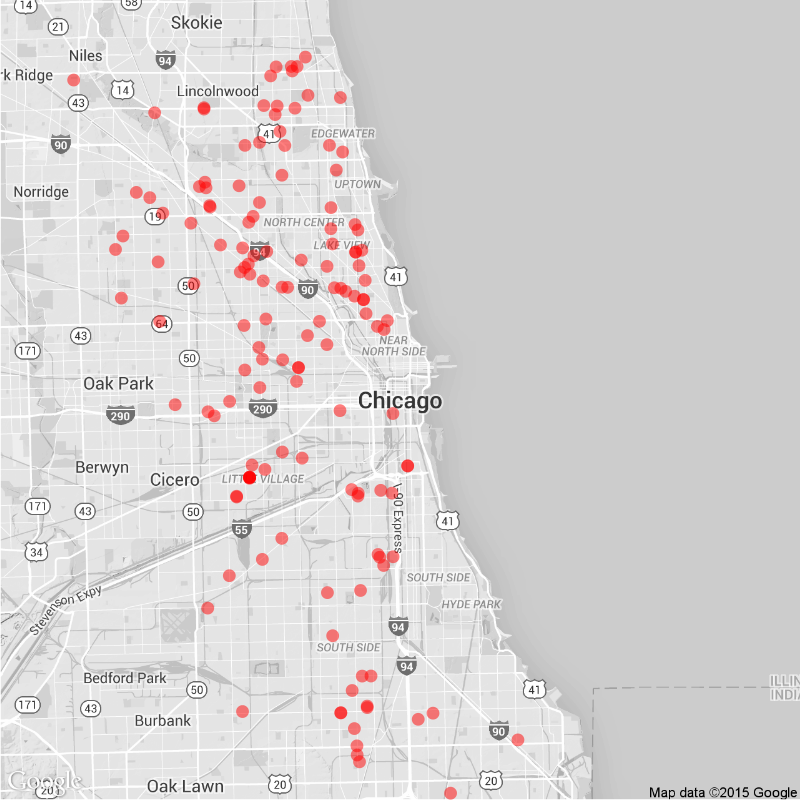 14
58
21
Skokie
Niles
94
rk Ridge
14
Lincolnwood
43
41
EDGEWATER
90
UPTOWN
Norridge
19
NORTH CENTER
LAKE VIEW
94
41
50
90
64
43
NEAR
NORTH SIDE
171
50
Oak Park
290
290
Chicago
Berwyn
Cicero
LITTLE VILLAGE
171
43
50
55
I-90 Express
41
34
SOUTH SIDE
Stevenson Expy
HYDE PARK
94
SOUTH SIDE
94
Bedford Park
50
41
ILLIN
INDIA
171
43
Burbank
90
Google
20
Oak Lawn
20
20
Map data ©2015 Google